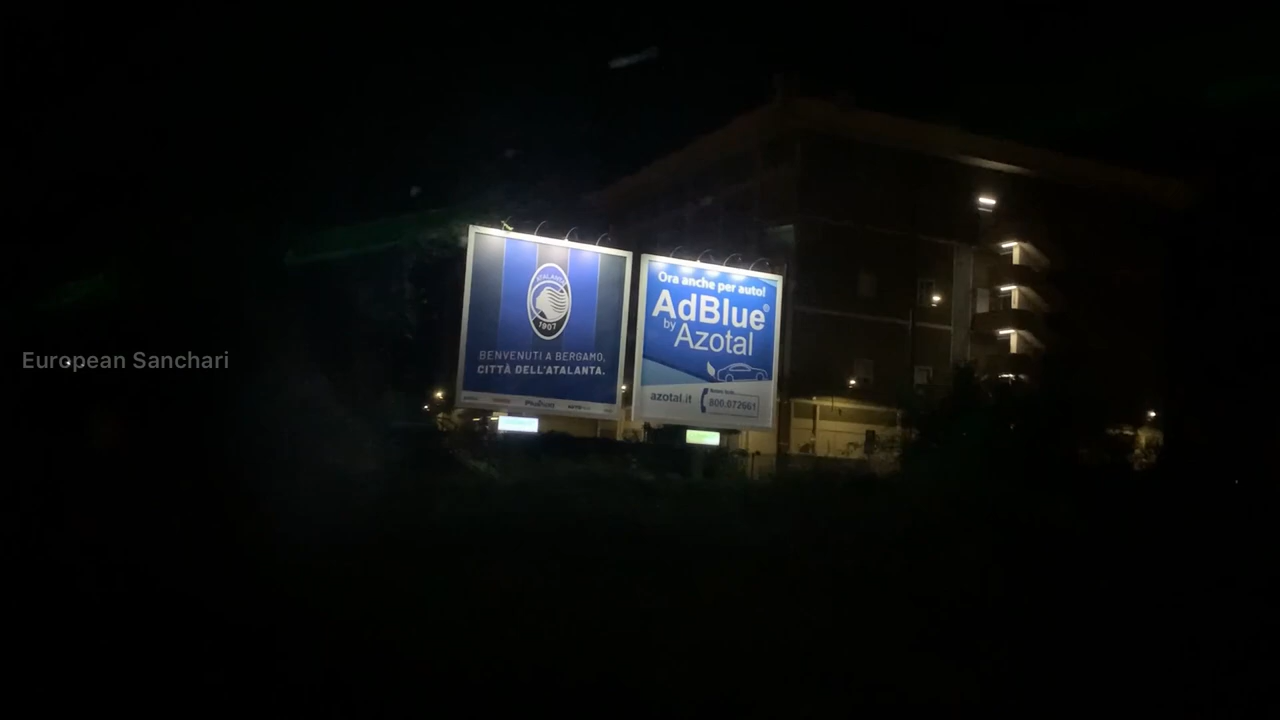 European Sanchari
ATALANTA
1907
BENVENUTI A BERGAMO,
CITTÀ DELL'ATALANTA.
Ora anche per auto!
AdBlue®
by Azotal
azotal.it
800.072661